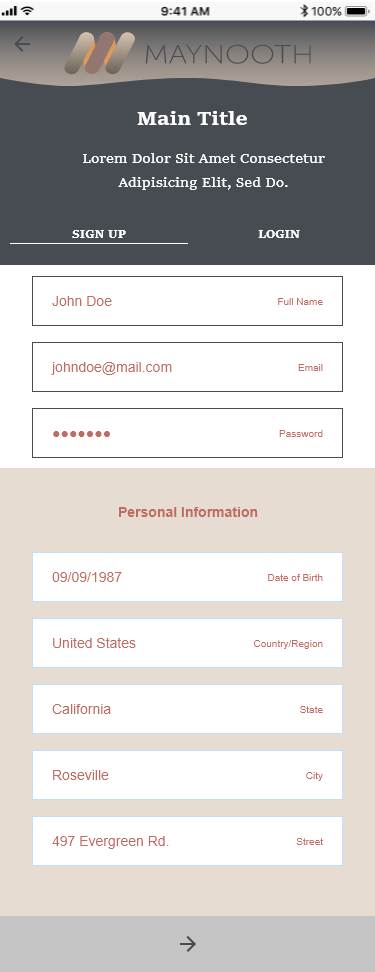 9:41 AM
100%
MAYNOOTH
Main Title
Lorem Dolor Sit Amet Consectetur
Adipisicing Elit, Sed Do.
SIGN UP
LOGIN
John Doe Full Name
johndoe@mail.com Email
●●●●●●● Password
Personal Information
09/09/1987 Date of Birth
United States Country/Region
California State
Roseville City
497 Evergreen Rd. Street